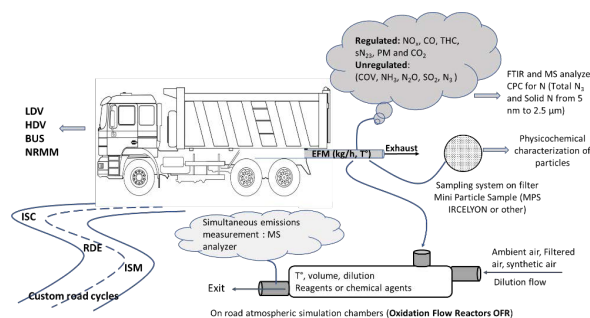 Regulated: NOx, CO, THC,
sN23, PM and CO2
Unregulated:
(COV, NH3, N2O, SO2, N3 )
FTIR and MS analyze
CPC for N (Total N3
and Solid N from 5
nm to 2.5 µm)
LDV
HDV
BUS
NRMM
EFM (kg/h, T°)
Exhaust
Physicochemical
characterization of
particles
Sampling system on filter
Mini Particle Sample (MPS
IRCELYON or other)
ISC
RDE
ISM
Custom road cycles
Simultaneous emissions
measurement : MS
analyzer
T°, volume, dilution
Reagents or chemical agents
Exit
Ambient air, Filtered
air, synthetic air
Dilution flow
On road atmospheric simulation chambers (Oxidation Flow Reactors OFR)